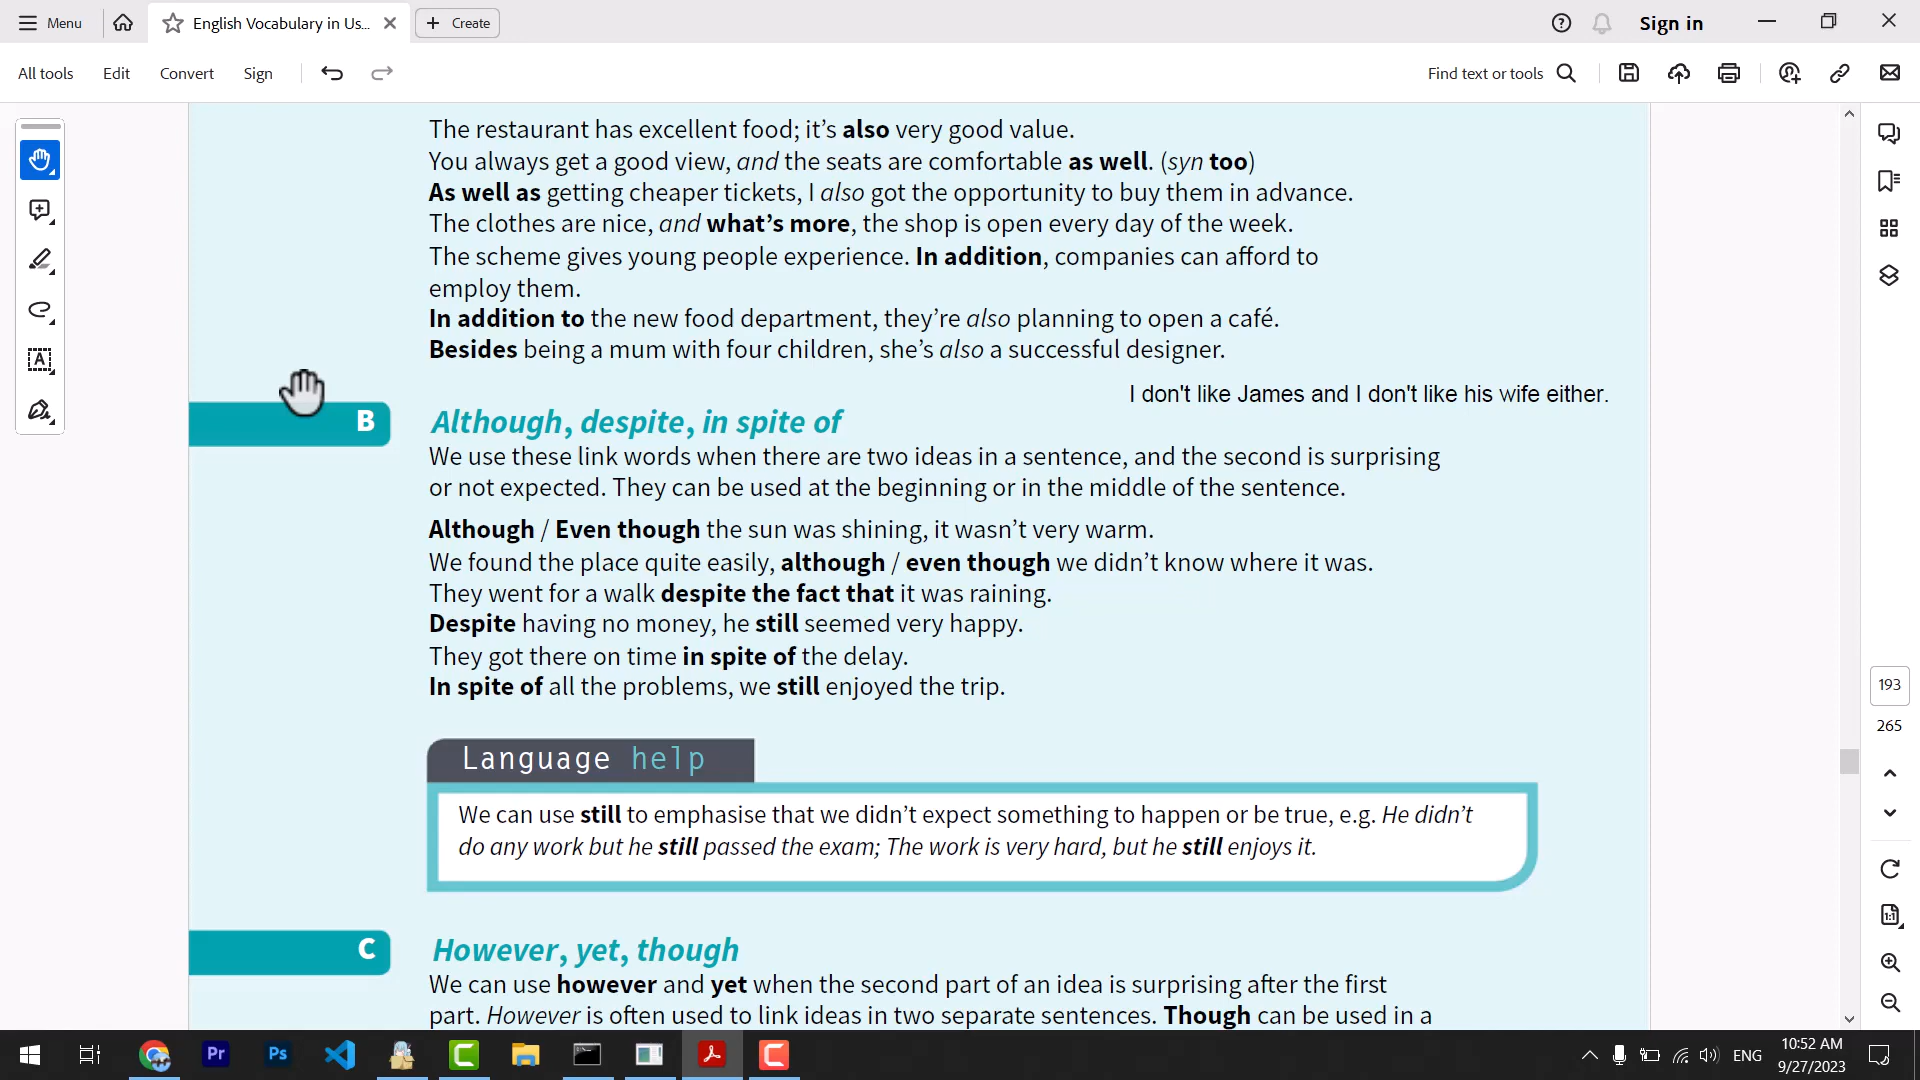 Menu
English Vocabulary in Us...
Create
Sign in
All tools
Edit
Convert
Sign
Find text or tools
The restaurant has excellent food; it's also very good value.
You always get a good view, and the seats are comfortable as well. (syn too)
As well as getting cheaper tickets, I also got the opportunity to buy them in advance.
The clothes are nice, and what's more, the shop is open every day of the week.
The scheme gives young people experience. In addition, companies can afford to
employ them.
In addition to the new food department, they're also planning to open a café.
Besides being a mum with four children, she's also a successful designer.
I don't like James and I don't like his wife either.
B
Although, despite, in spite of
We use these link words when there are two ideas in a sentence, and the second is surprising
or not expected. They can be used at the beginning or in the middle of the sentence.
Although / Even though the sun was shining, it wasn't very warm.
We found the place quite easily, although / even though we didn't know where it was.
They went for a walk despite the fact that it was raining.
Despite having no money, he still seemed very happy.
They got there on time in spite of the delay.
In spite of all the problems, we still enjoyed the trip.
193
265
Language help
We can use still to emphasise that we didn't expect something to happen or be true, e.g. He didn't
do any work but he still passed the exam; The work is very hard, but he still enjoys it.
C
However, yet, though
We can use however and yet when the second part of an idea is surprising after the first
part. However is often used to link ideas in two separate sentences. Though can be used in a
Pr
Ps
ENG
10:52 AM
9/27/2023